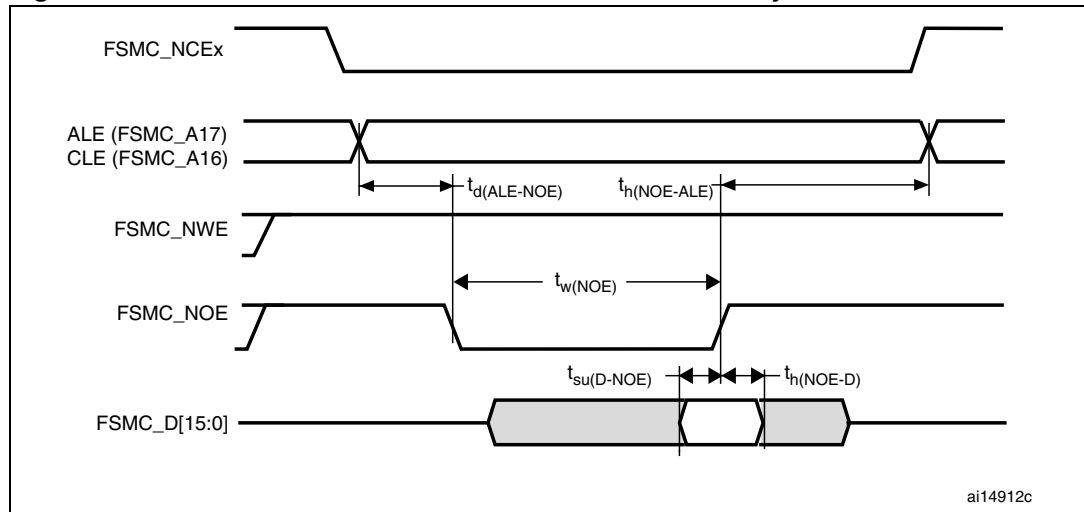 FSMC_NCEx
ALE (FSMC_A17)
CLE (FSMC_A16)
td(ALE-NOE)
th(NOE-ALE)
FSMC_NWE
tw(NOE)
FSMC_NOE
tsu(D-NOE)
th(NOE-D)
FSMC_D[15:0]
ai14912c